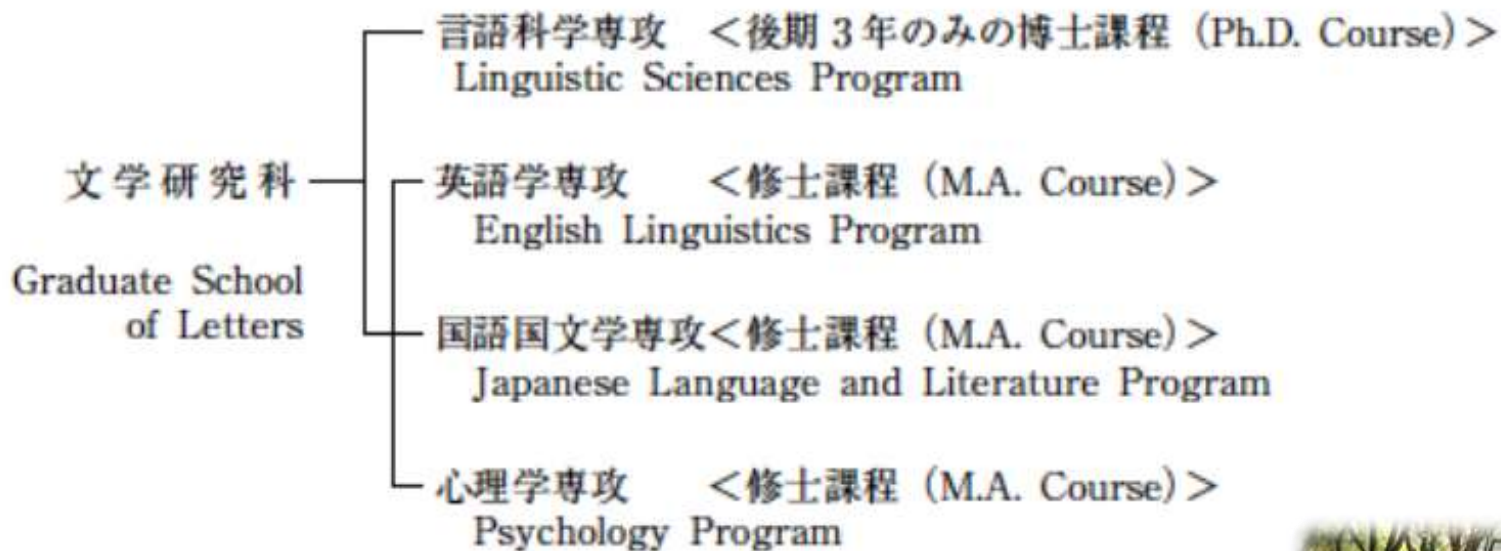 言語科学専攻 <後期3年のみの博士課程 (Ph.D. Course)>
Linguistic Sciences Program
文学研究科
英語学専攻 <修士課程 (M.A. Course)>
English Linguistics Program
Graduate School
of Letters
国語国文学専攻<修士課程 (M.A. Course)>
Japanese Language and Literature Program
心理学専攻 <修士課程 (M.A. Course)>
Psychology Program